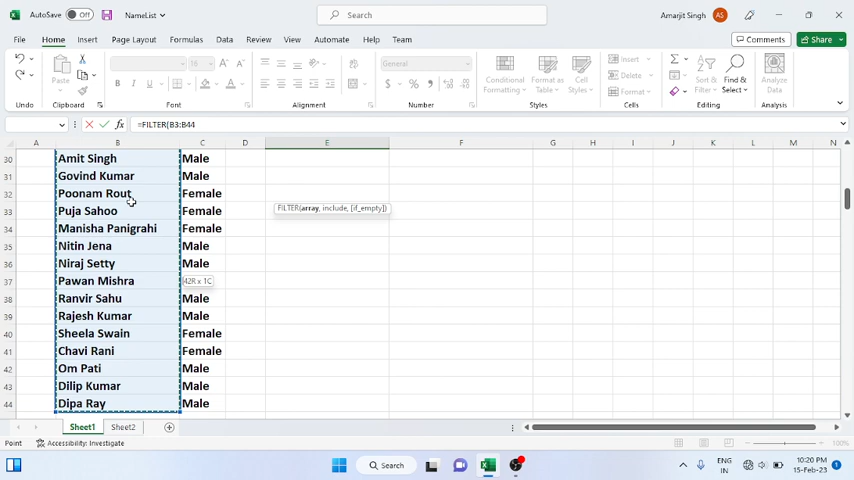 AutoSave Off NameList Search Amarjit Singh AS
File Home Insert Page Layout Formulas Data Review View Automate Help Team Comments Share
Paste 16 General Insert Delete Format
Conditional Formatting Format as Table Cell Styles Sort & Filter Find & Select Analyze Data
Undo Clipboard Font Alignment Number Styles Cells Editing Analysis
=FILTER(B3:B44
A B C D E F G H I J K L M N
30 Amit Singh Male
31 Govind Kumar Male
32 Poonam Rout Female
33 Puja Sahoo Female FILTER(array, include, [if_empty])
34 Manisha Panigrahi Female
35 Nitin Jena Male
36 Niraj Setty Male
37 Pawan Mishra 42R x 1C
38 Ranvir Sahu Male
39 Rajesh Kumar Male
40 Sheela Swain Female
41 Chavi Rani Female
42 Om Pati Male
43 Dilip Kumar Male
44 Dipa Ray Male
Sheet1 Sheet2
Point Accessibility: Investigate 100%
Search ENG IN 10:20 PM 15-Feb-23 1